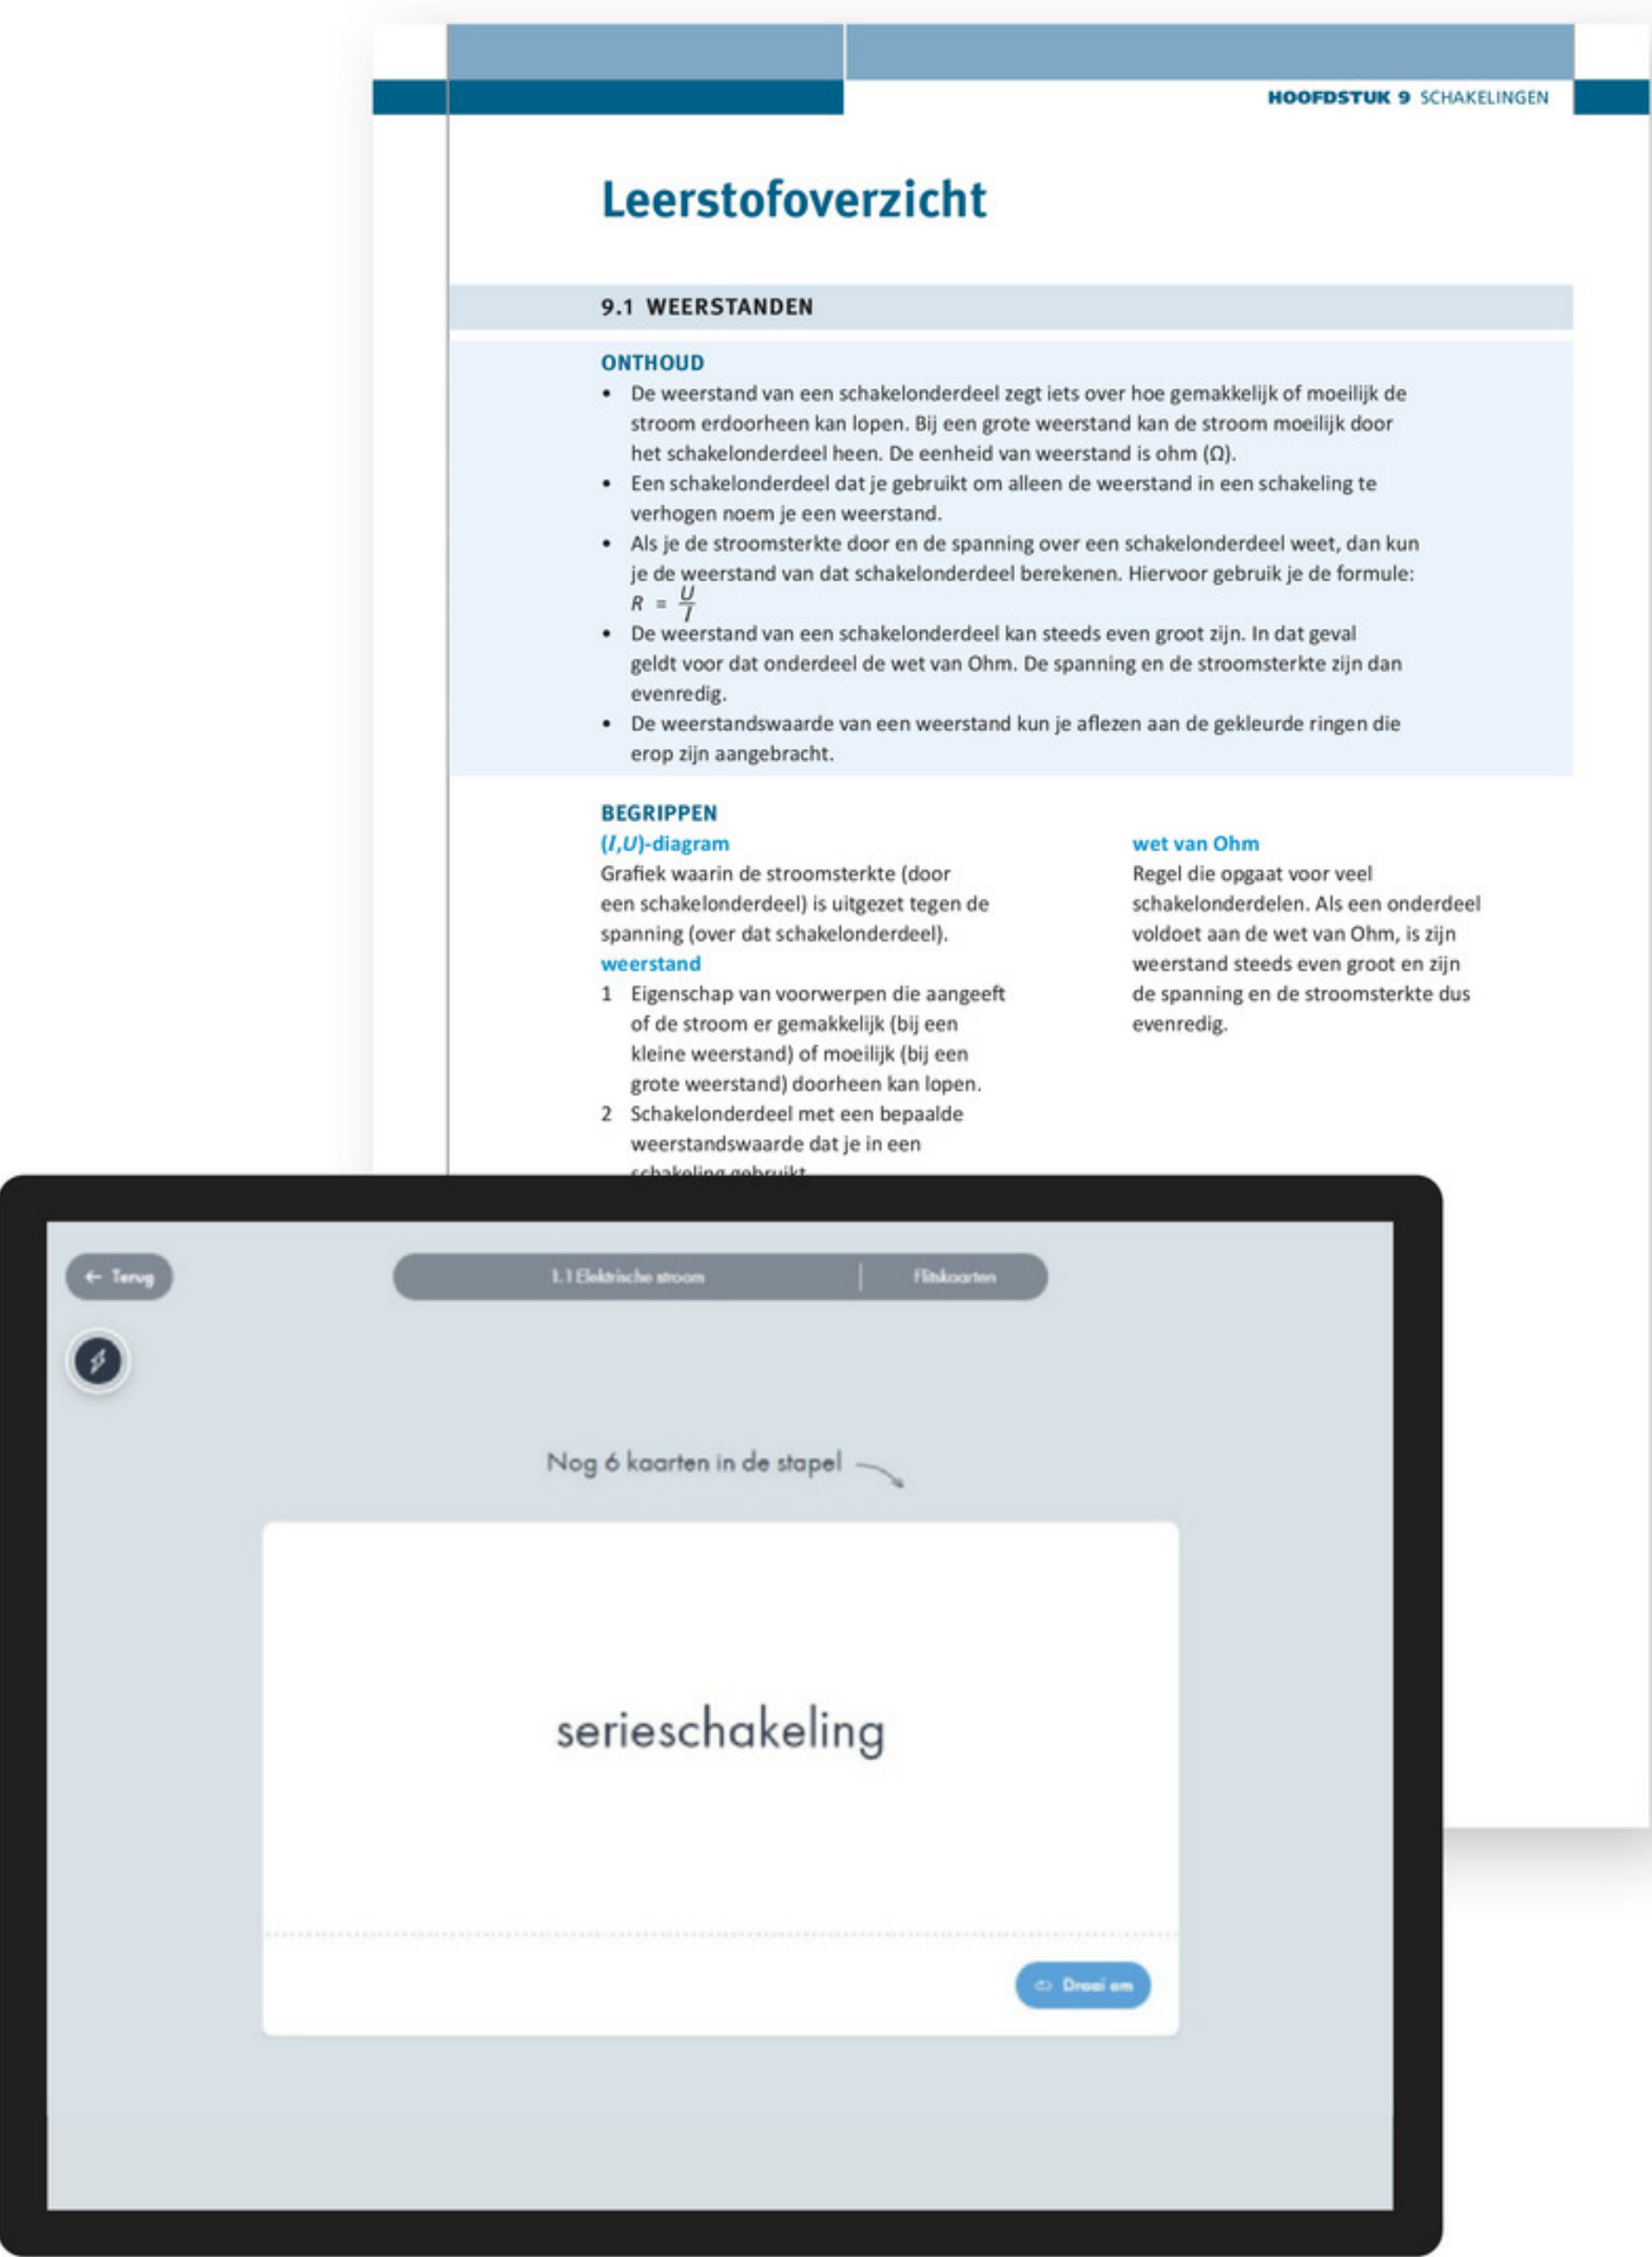 HOOFDSTUK 9 SCHAKELINGEN
Leerstofoverzicht
9.1 WEERSTANDEN
ONTHOUD
• De weerstand van een schakelonderdeel zegt iets over hoe gemakkelijk of moeilijk de
stroom erdoorheen kan lopen. Bij een grote weerstand kan de stroom moeilijk door
het schakelonderdeel heen. De eenheid van weerstand is ohm (Ω).
• Een schakelonderdeel dat je gebruikt om alleen de weerstand in een schakeling te
verhogen noem je een weerstand.
• Als je de stroomsterkte door en de spanning over een schakelonderdeel weet, dan kun
je de weerstand van dat schakelonderdeel berekenen. Hiervoor gebruik je de formule:
R = U/I
• De weerstand van een schakelonderdeel kan steeds even groot zijn. In dat geval
geldt voor dat onderdeel de wet van Ohm. De spanning en de stroomsterkte zijn dan
evenredig.
• De weerstandswaarde van een weerstand kun je aflezen aan de gekleurde ringen die
erop zijn aangebracht.
BEGRIPPEN
(I,U)-diagram
Grafiek waarin de stroomsterkte (door
een schakelonderdeel) is uitgezet tegen de
spanning (over dat schakelonderdeel).
weerstand
1 Eigenschap van voorwerpen die aangeeft
of de stroom er gemakkelijk (bij een
kleine weerstand) of moeilijk (bij een
grote weerstand) doorheen kan lopen.
2 Schakelonderdeel met een bepaalde
weerstandswaarde dat je in een
schakeling gebruikt
wet van Ohm
Regel die opgaat voor veel
schakelonderdelen. Als een onderdeel
voldoet aan de wet van Ohm, is zijn
weerstand steeds even groot en zijn
de spanning en de stroomsterkte dus
evenredig.
← Terug
1.1 Elektrische stroom | Flitskaarten
Nog 6 kaarten in de stapel
serieschakeling
Draai om